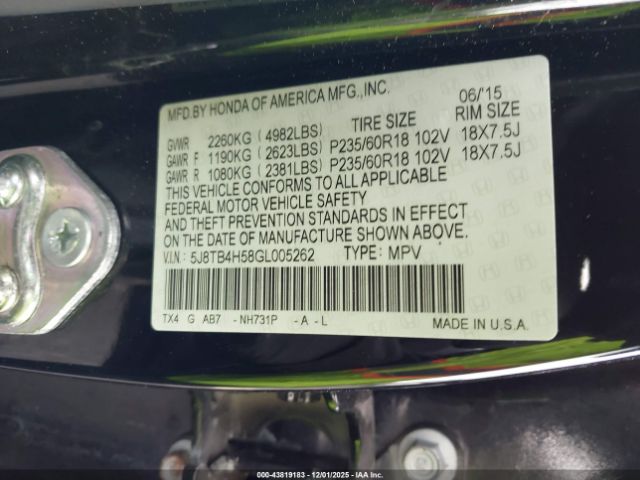 MFD.BY HONDA OF AMERICA MFG.,INC. 06/'15
TIRE SIZE RIM SIZE
GVWR 2260KG (4982LBS)
GAWR F 1190KG (2623LBS) P235/60R18 102V 18X7.5J
GAWR R 1080KG (2381LBS) P235/60R18 102V 18X7.5J
THIS VEHICLE CONFORMS TO ALL APPLICABLE
FEDERAL MOTOR VEHICLE SAFETY
AND THEFT PREVENTION STANDARDS IN EFFECT
ON THE DATE OF MANUFACTURE SHOWN ABOVE.
V.I.N: 5J8TB4H58GL005262 TYPE: MPV
TX4 G AB7 -NH731P -A-L
MADE IN U.S.A.
000-43819183 • 12/01/2025 • IAA Inc.